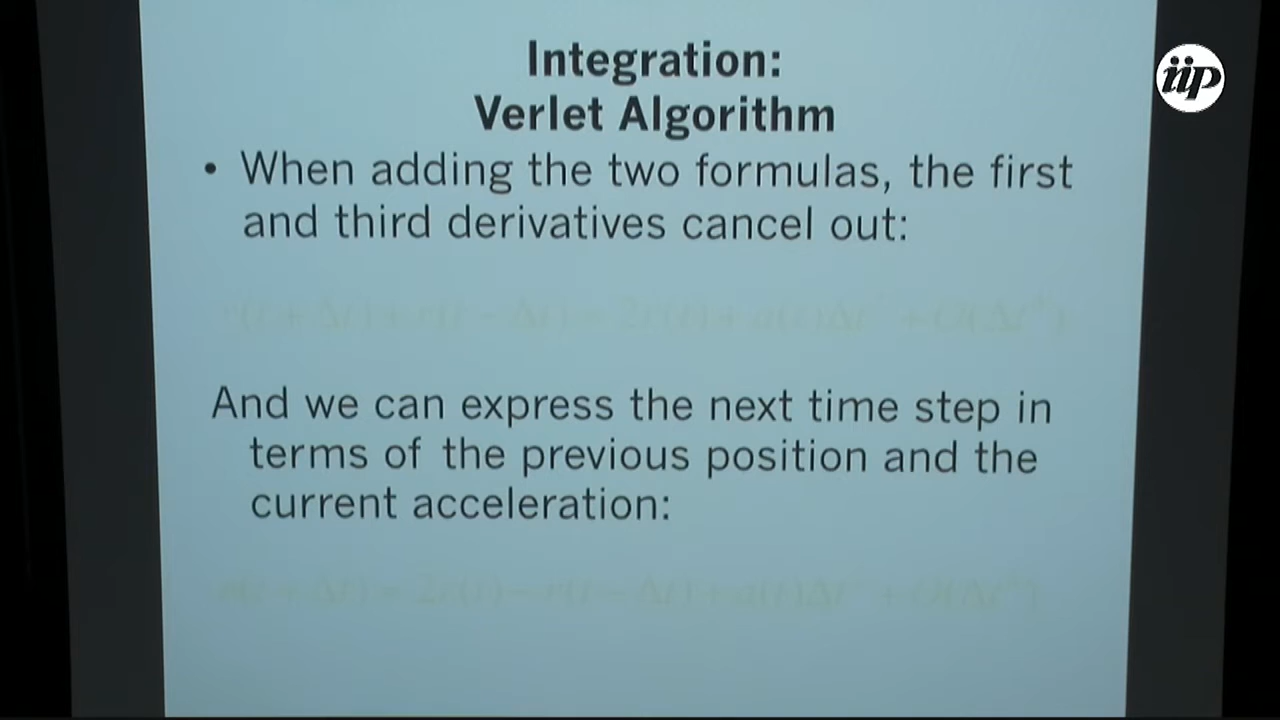 Integration:
Verlet Algorithm
• When adding the two formulas, the first
and third derivatives cancel out:
And we can express the next time step in
terms of the previous position and the
current acceleration:
iip